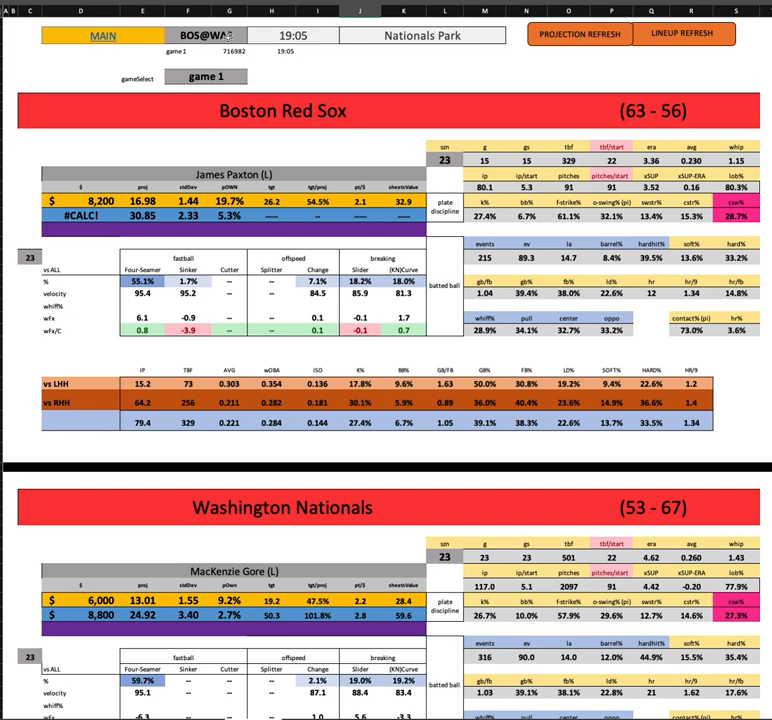 A B C D E F G H I J K L M N O P Q R S
MAIN BOS@WAS 19:05 Nationals Park PROJECTION REFRESH LINEUP REFRESH
game 1 716982 19:05
gameSelect game 1
Boston Red Sox (63 - 56)
szn g gs tbf tbf/start era avg whip
23 15 15 329 22 3.36 0.230 1.15
James Paxton (L) ip ip/start pitches pitches/start xSUP xSUP-ERA lob%
$ proj stdDev pOWN tgt tgt/proj pt/$ sheetsValue 80.1 5.3 91 91 3.52 0.16 80.3%
$ 8,200 16.98 1.44 19.7% 26.2 54.5% 2.1 32.9 plate discipline k% bb% f-strike% o-swing% (pi) swstr% cstr% csw%
#CALC! 30.85 2.33 5.3% ----- ----- -- ----- 27.4% 6.7% 61.1% 32.1% 13.4% 15.3% 28.7%
events ev la barrel% hardhit% soft% hard%
23 fastball offspeed breaking 215 89.3 14.7 8.4% 39.5% 13.6% 33.2%
vs ALL Four-Seamer Sinker Cutter Splitter Change Slider (KN)Curve
% 55.1% 1.7% -- -- 7.1% 18.2% 18.0% batted ball gb/fb gb% fb% ld% hr hr/9 hr/fb
velocity 95.4 95.2 -- -- 84.5 85.9 81.3 1.04 39.4% 38.0% 22.6% 12 1.34 14.8%
whiff%
wFx 6.1 -0.9 -- -- 0.1 -0.1 1.7 whiff% pull center oppo contact% (pi) hr%
wFx/C 0.8 -3.9 -- -- 0.1 -0.1 0.7 28.9% 34.1% 32.7% 33.2% 73.0% 3.6%
IP TBF AVG wOBA ISO K% BB% GB/FB GB% FB% LD% SOFT% HARD% HR/9
vs LHH 15.2 73 0.303 0.354 0.136 17.8% 9.6% 1.63 50.0% 30.8% 19.2% 9.4% 22.6% 1.2
vs RHH 64.2 256 0.211 0.282 0.181 30.1% 5.9% 0.89 36.0% 40.4% 23.6% 14.9% 36.6% 1.4
79.4 329 0.221 0.284 0.144 27.4% 6.7% 1.05 39.1% 38.3% 22.6% 13.7% 33.5% 1.34
Washington Nationals (53 - 67)
szn g gs tbf tbf/start era avg whip
23 23 23 501 22 4.62 0.260 1.43
MacKenzie Gore (L) ip ip/start pitches pitches/start xSUP xSUP-ERA lob%
$ proj stdDev pOwn tgt tgt/proj pt/$ sheetsValue 117.0 5.1 2097 91 4.42 -0.20 77.9%
$ 6,000 13.01 1.55 9.2% 19.2 47.5% 2.2 28.4 plate discipline k% bb% f-strike% o-swing% (pi) swstr% cstr% csw%
$ 8,800 24.92 3.40 2.7% 50.3 101.8% 2.8 59.6 26.7% 10.0% 57.9% 29.6% 12.7% 14.6% 27.3%
events ev la barrel% hardhit% soft% hard%
23 fastball offspeed breaking 316 90.0 14.0 12.0% 44.9% 15.5% 35.4%
vs ALL Four-Seamer Sinker Cutter Splitter Change Slider (KN)Curve
% 59.7% -- -- -- 2.1% 19.0% 19.2% batted ball gb/fb gb% fb% ld% hr hr/9 hr/fb
velocity 95.1 -- -- -- 87.1 88.4 83.4 1.03 39.1% 38.1% 22.8% 21 1.62 17.6%
whiff%
wFx -6.3 -- -- -- 1.0 5.6 -3.3 whiff% pull center oppo contact% (pi) hr%